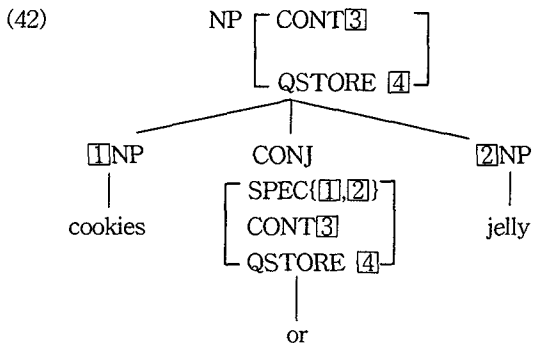 (42)
NP [ CONT[3]
QSTORE [4] ]
[1]NP CONJ [2]NP
[ SPEC{[1],[2]}
cookies CONT[3] jelly
QSTORE [4] ]
or